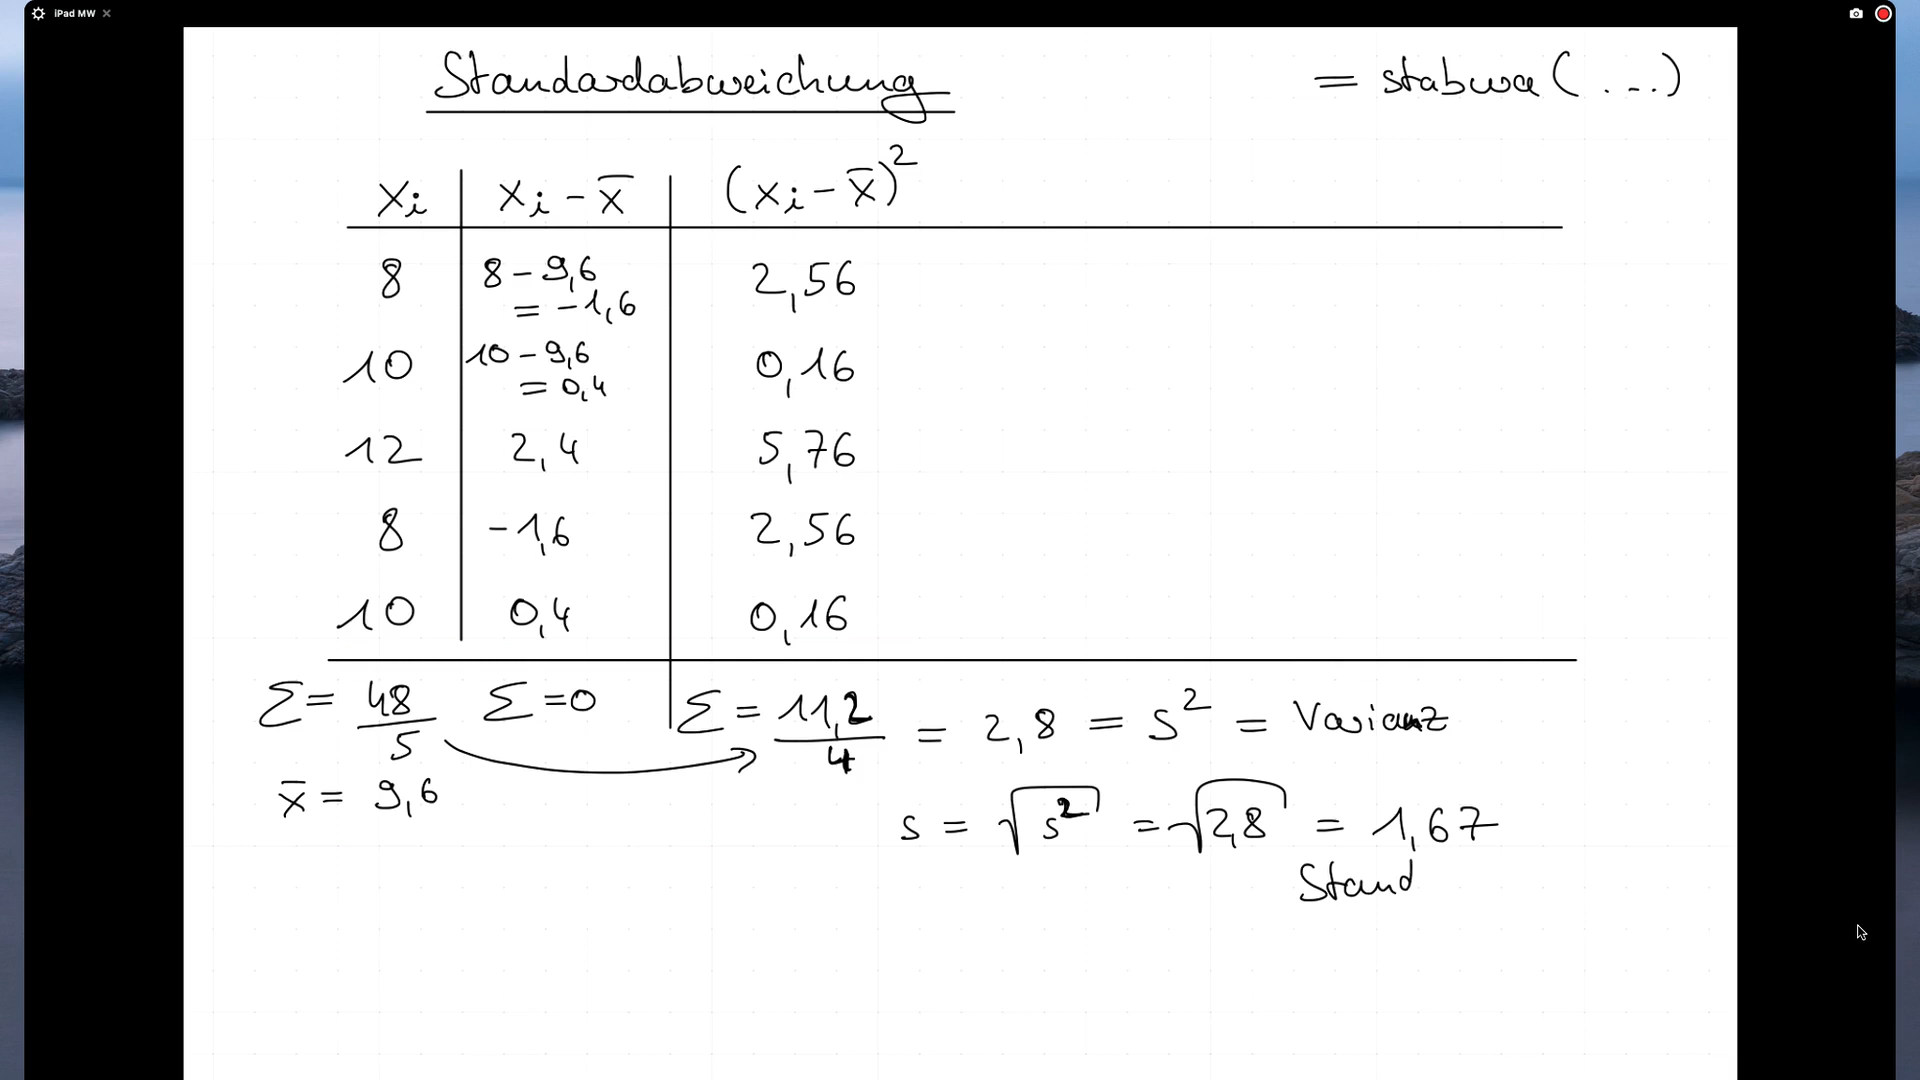 iPad MW
Standardabweichung = stabwa(...)
xi | xi - x̄ | (xi - x̄)²
8 | 8 - 9,6 = -1,6 | 2,56
10 | 10 - 9,6 = 0,4 | 0,16
12 | 2,4 | 5,76
8 | -1,6 | 2,56
10 | 0,4 | 0,16
Σ = 48/5 Σ = 0 Σ = 11,2/4 = 2,8 = s² = Varianz
x̄ = 9,6
s = √s² = √2,8 = 1,67
Stand